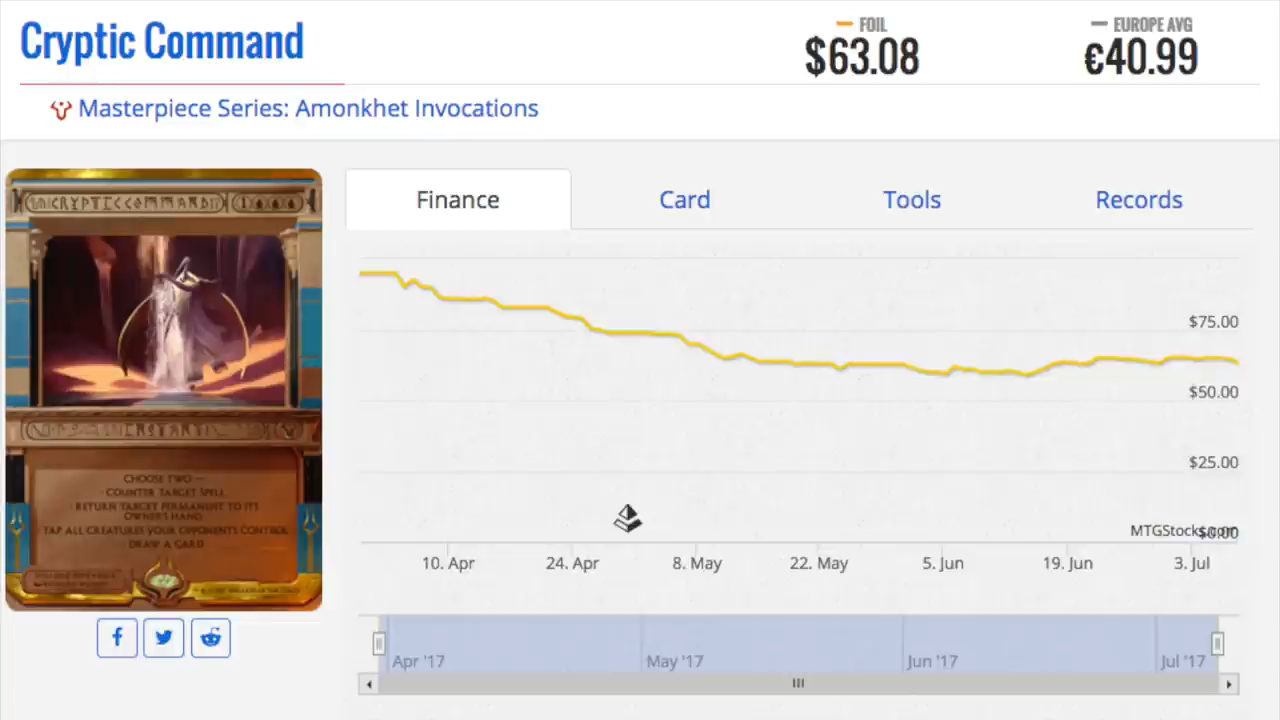 Cryptic Command
FOIL
$63.08
EUROPE AVG
€40.99
Masterpiece Series: Amonkhet Invocations
CRYPTIC COMMAND
CHOOSE TWO —
COUNTER TARGET SPELL.
RETURN TARGET PERMANENT TO ITS
OWNER'S HAND.
TAP ALL CREATURES YOUR OPPONENTS CONTROL.
DRAW A CARD.
Finance
Card
Tools
Records
$75.00
$50.00
$25.00
$0.00
MTGStocks.com
10. Apr
24. Apr
8. May
22. May
5. Jun
19. Jun
3. Jul
Apr '17
May '17
Jun '17
Jul '17